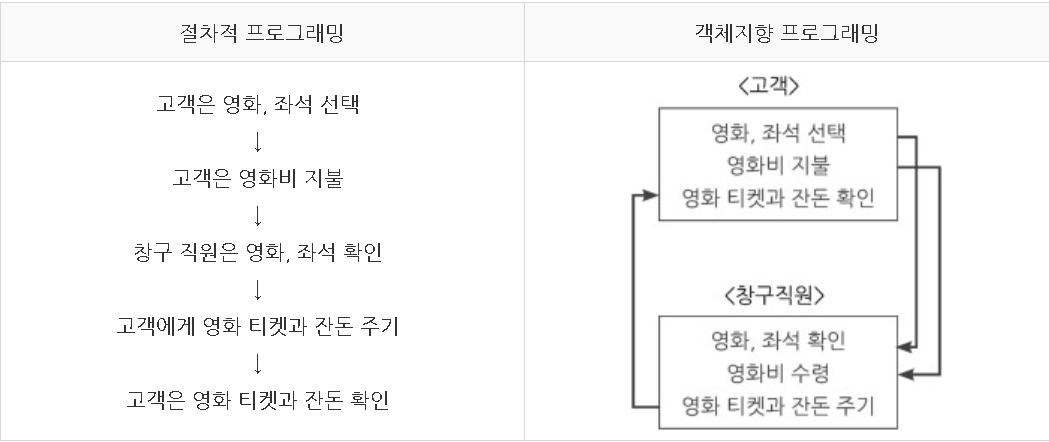 절차적 프로그래밍
객체지향 프로그래밍
고객은 영화, 좌석 선택
↓
고객은 영화비 지불
↓
창구 직원은 영화, 좌석 확인
↓
고객에게 영화 티켓과 잔돈 주기
↓
고객은 영화 티켓과 잔돈 확인
<고객>
영화, 좌석 선택
영화비 지불
영화 티켓과 잔돈 확인
<창구직원>
영화, 좌석 확인
영화비 수령
영화 티켓과 잔돈 주기